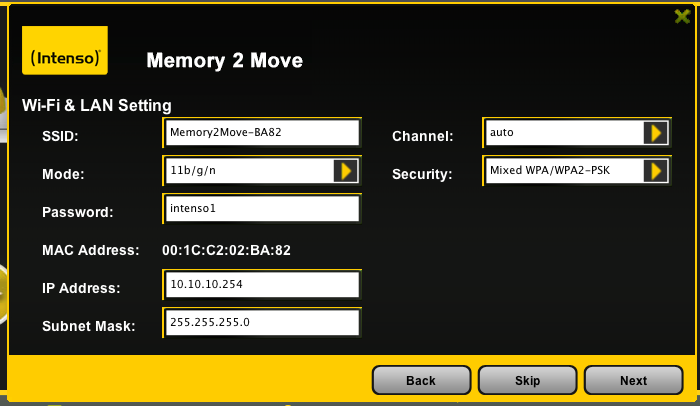 (Intenso)®
Memory 2 Move
Wi-Fi & LAN Setting
SSID: Memory2Move-BA82 Channel: auto
Mode: 11b/g/n Security: Mixed WPA/WPA2-PSK
Password: intenso1
MAC Address: 00:1C:C2:02:BA:82
IP Address: 10.10.10.254
Subnet Mask: 255.255.255.0
Back Skip Next